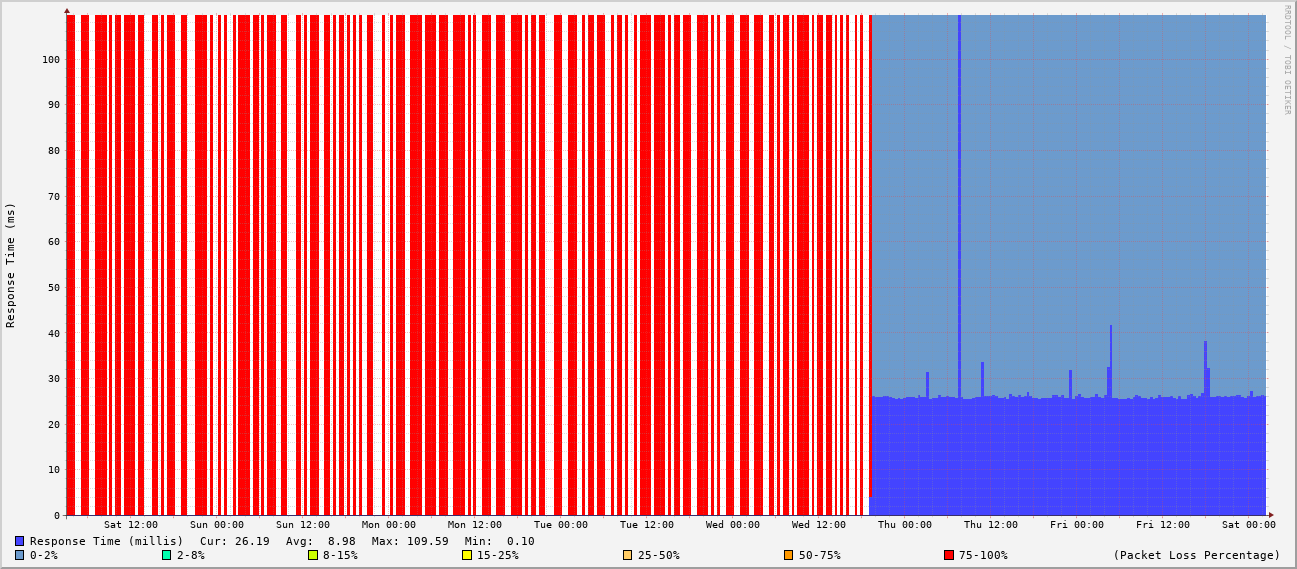 RRDTOOL / TOBI OETIKER
Response Time (ms)
100
90
80
70
60
50
40
30
20
10
0
Sat 12:00 Sun 00:00 Sun 12:00 Mon 00:00 Mon 12:00 Tue 00:00 Tue 12:00 Wed 00:00 Wed 12:00 Thu 00:00 Thu 12:00 Fri 00:00 Fri 12:00 Sat 00:00
Response Time (millis) Cur: 26.19 Avg: 8.98 Max: 109.59 Min: 0.10
0-2% 2-8% 8-15% 15-25% 25-50% 50-75% 75-100% (Packet Loss Percentage)